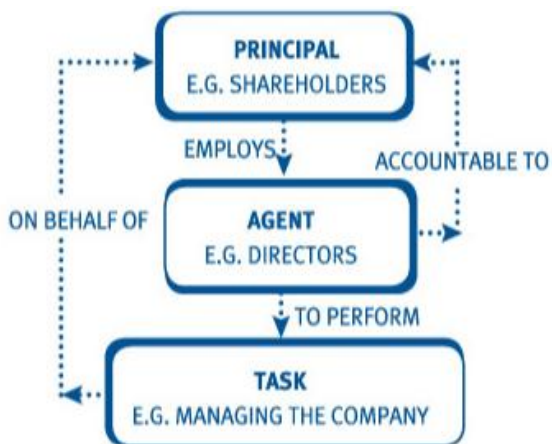 PRINCIPAL
E.G. SHAREHOLDERS
EMPLOYS
ACCOUNTABLE TO
ON BEHALF OF
AGENT
E.G. DIRECTORS
TO PERFORM
TASK
E.G. MANAGING THE COMPANY